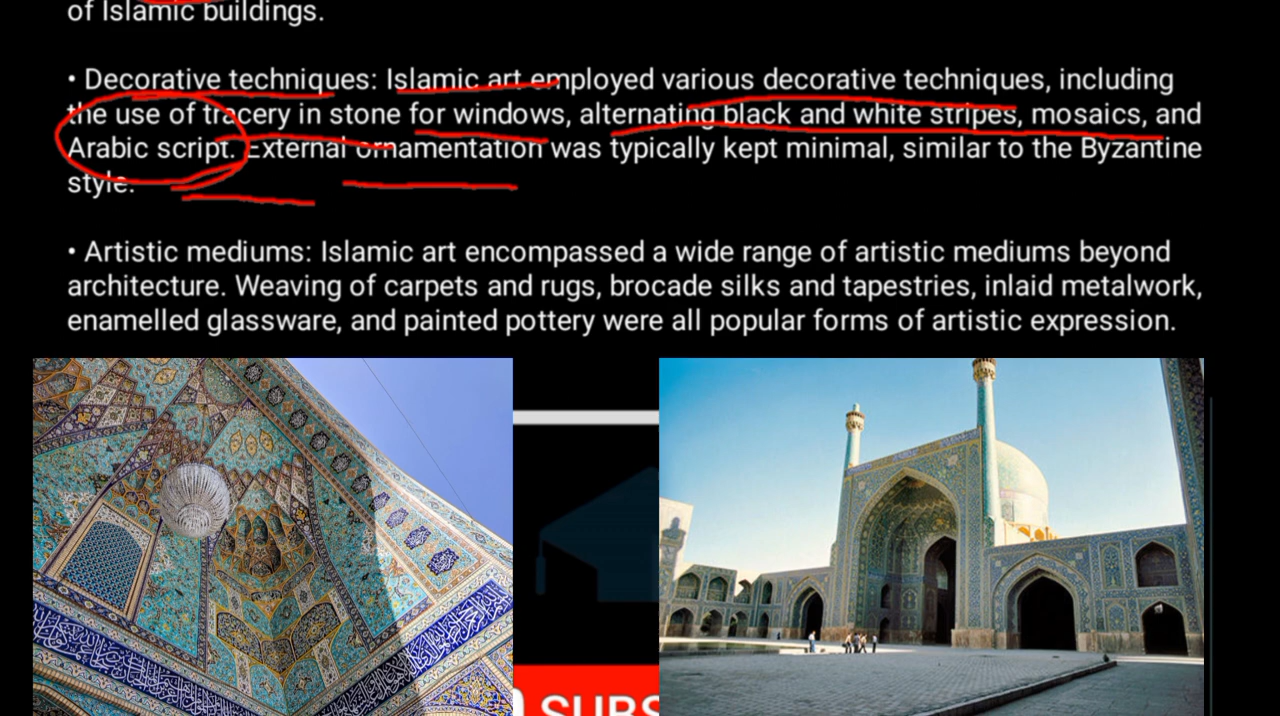 of Islamic buildings.
• Decorative techniques: Islamic art employed various decorative techniques, including
the use of tracery in stone for windows, alternating black and white stripes, mosaics, and
Arabic script. External ornamentation was typically kept minimal, similar to the Byzantine
style.
• Artistic mediums: Islamic art encompassed a wide range of artistic mediums beyond
architecture. Weaving of carpets and rugs, brocade silks and tapestries, inlaid metalwork,
enamelled glassware, and painted pottery were all popular forms of artistic expression.
SUBS